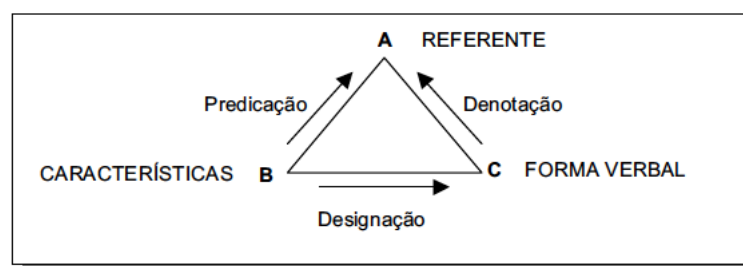 A REFERENTE
Predicação Denotação
CARACTERÍSTICAS B C FORMA VERBAL
Designação